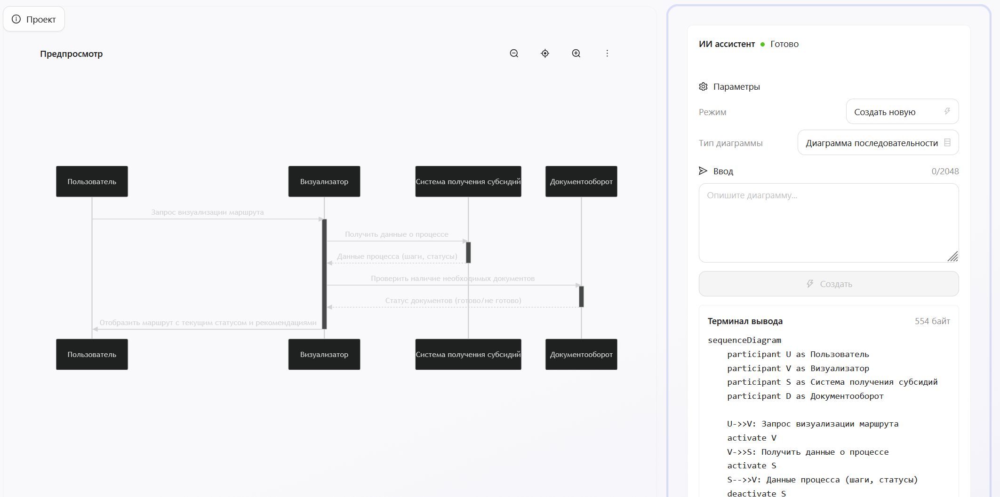 Проект
Предпросмотр
Пользователь
Визуализатор
Система получения субсидий
Документооборот
Запрос визуализации маршрута
Получить данные о процессе
Данные процесса (шаги, статусы)
Проверить наличие необходимых документов
Статус документов (готово/не готово)
Отобразить маршрут с текущим статусом и рекомендациями
Пользователь
Визуализатор
Система получения субсидий
Документооборот
ИИ ассистент
Готово
Параметры
Режим
Создать новую
Тип диаграммы
Диаграмма последовательности
Ввод
0/2048
Опишите диаграмму...
Создать
Терминал вывода
554 байт
sequenceDiagram
participant U as Пользователь
participant V as Визуализатор
participant S as Система получения субсидий
participant D as Документооборот
U->>V: Запрос визуализации маршрута
activate V
V->>S: Получить данные о процессе
activate S
S-->>V: Данные процесса (шаги, статусы)
deactivate S